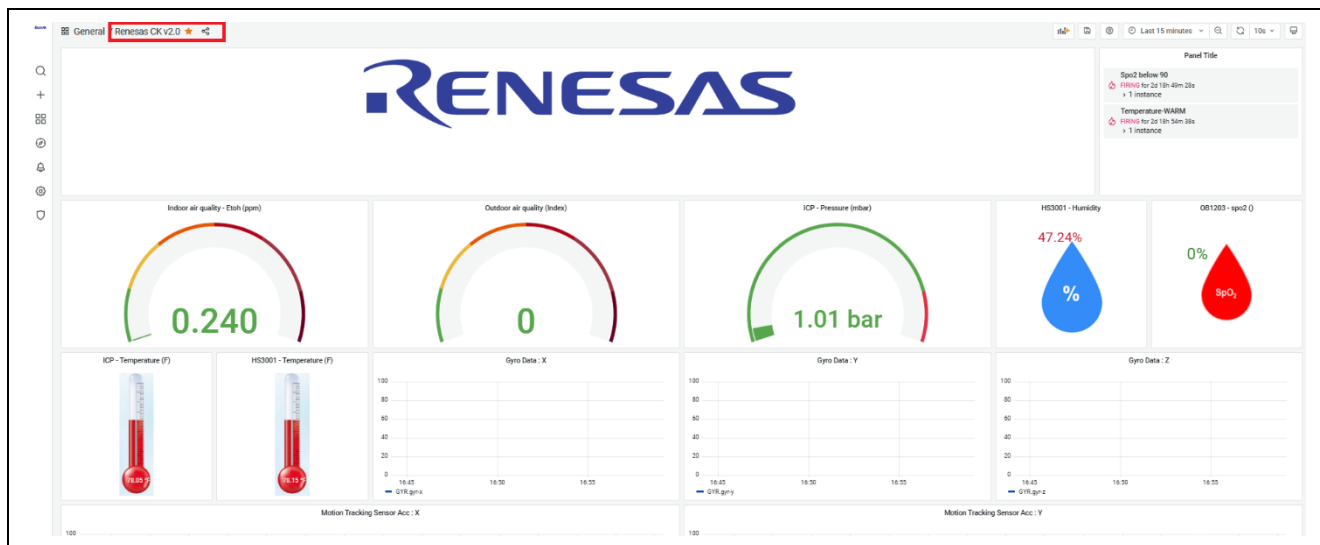 General / Renesas CK v2.0
Last 15 minutes
10s
RENESAS
Panel Title
Spo2 below 90
FIRING for 2d 18h 49m 28s
> 1 instance
Temperature-WARM
FIRING for 2d 18h 54m 38s
> 1 instance
Indoor air quality - Etoh (ppm)
0.240
Outdoor air quality (Index)
0
ICP - Pressure (mbar)
1.01 bar
HS3001 - Humidity
47.24%
%
OB1203 - spo2 ()
0%
SpO₂
ICP - Temperature (F)
78.05 °F
HS3001 - Temperature (F)
78.15 °F
Gyro Data : X
100
80
60
40
20
0
16:45 16:50 16:55
GYR.gyr-x
Gyro Data : Y
100
80
60
40
20
0
16:45 16:50 16:55
GYR.gyr-y
Gyro Data : Z
100
80
60
40
20
0
16:45 16:50 16:55
GYR.gyr-z
Motion Tracking Sensor Acc : X
100
Motion Tracking Sensor Acc : Y
100